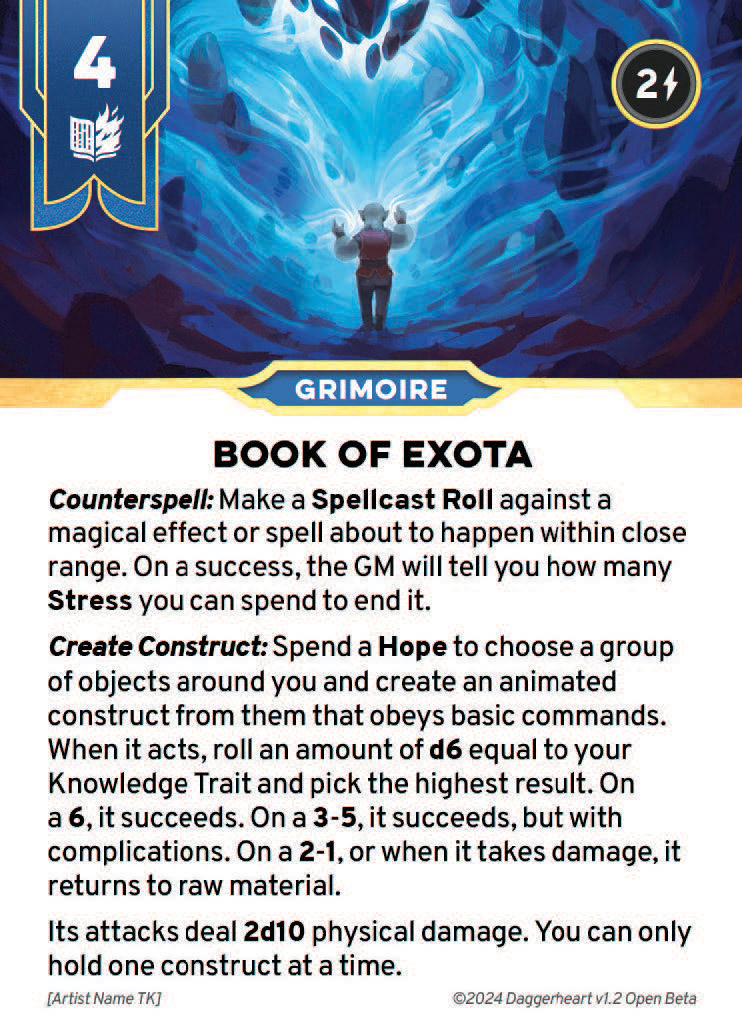 4
2
GRIMOIRE
BOOK OF EXOTA
Counterspell: Make a Spellcast Roll against a
magical effect or spell about to happen within close
range. On a success, the GM will tell you how many
Stress you can spend to end it.
Create Construct: Spend a Hope to choose a group
of objects around you and create an animated
construct from them that obeys basic commands.
When it acts, roll an amount of d6 equal to your
Knowledge Trait and pick the highest result. On
a 6, it succeeds. On a 3-5, it succeeds, but with
complications. On a 2-1, or when it takes damage, it
returns to raw material.
Its attacks deal 2d10 physical damage. You can only
hold one construct at a time.
[Artist Name TK]
©2024 Daggerheart v1.2 Open Beta